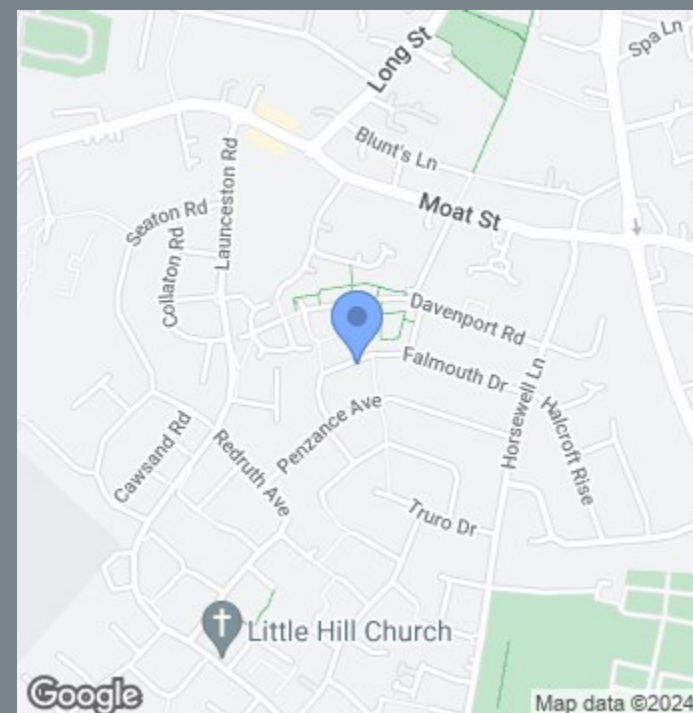 Spa Ln
Long St
Blunt's Ln
Moat St
Seaton Rd
Launceston Rd
Collaton Rd
Davenport Rd
Falmouth Dr
Horsewell Ln
Halcroft Rise
Penzance Ave
Cawsand Rd
Redruth Ave
Truro Dr
Little Hill Church
Google
Map data ©2024